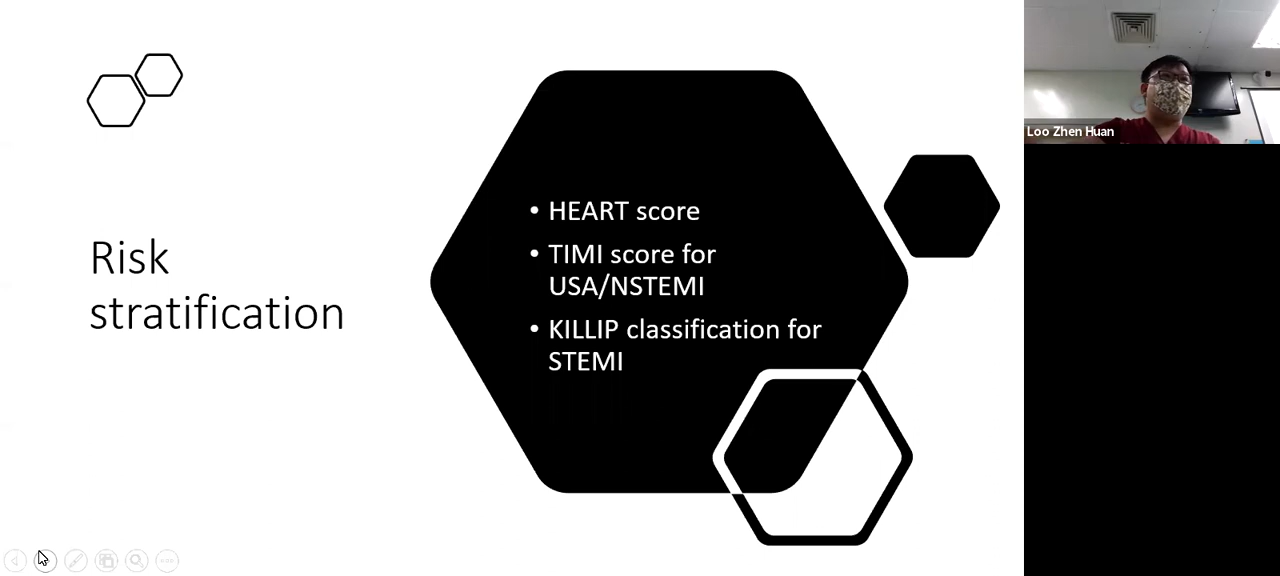 Risk
stratification
• HEART score
• TIMI score for
USA/NSTEMI
• KILLIP classification for
STEMI
Loo Zhen Huan